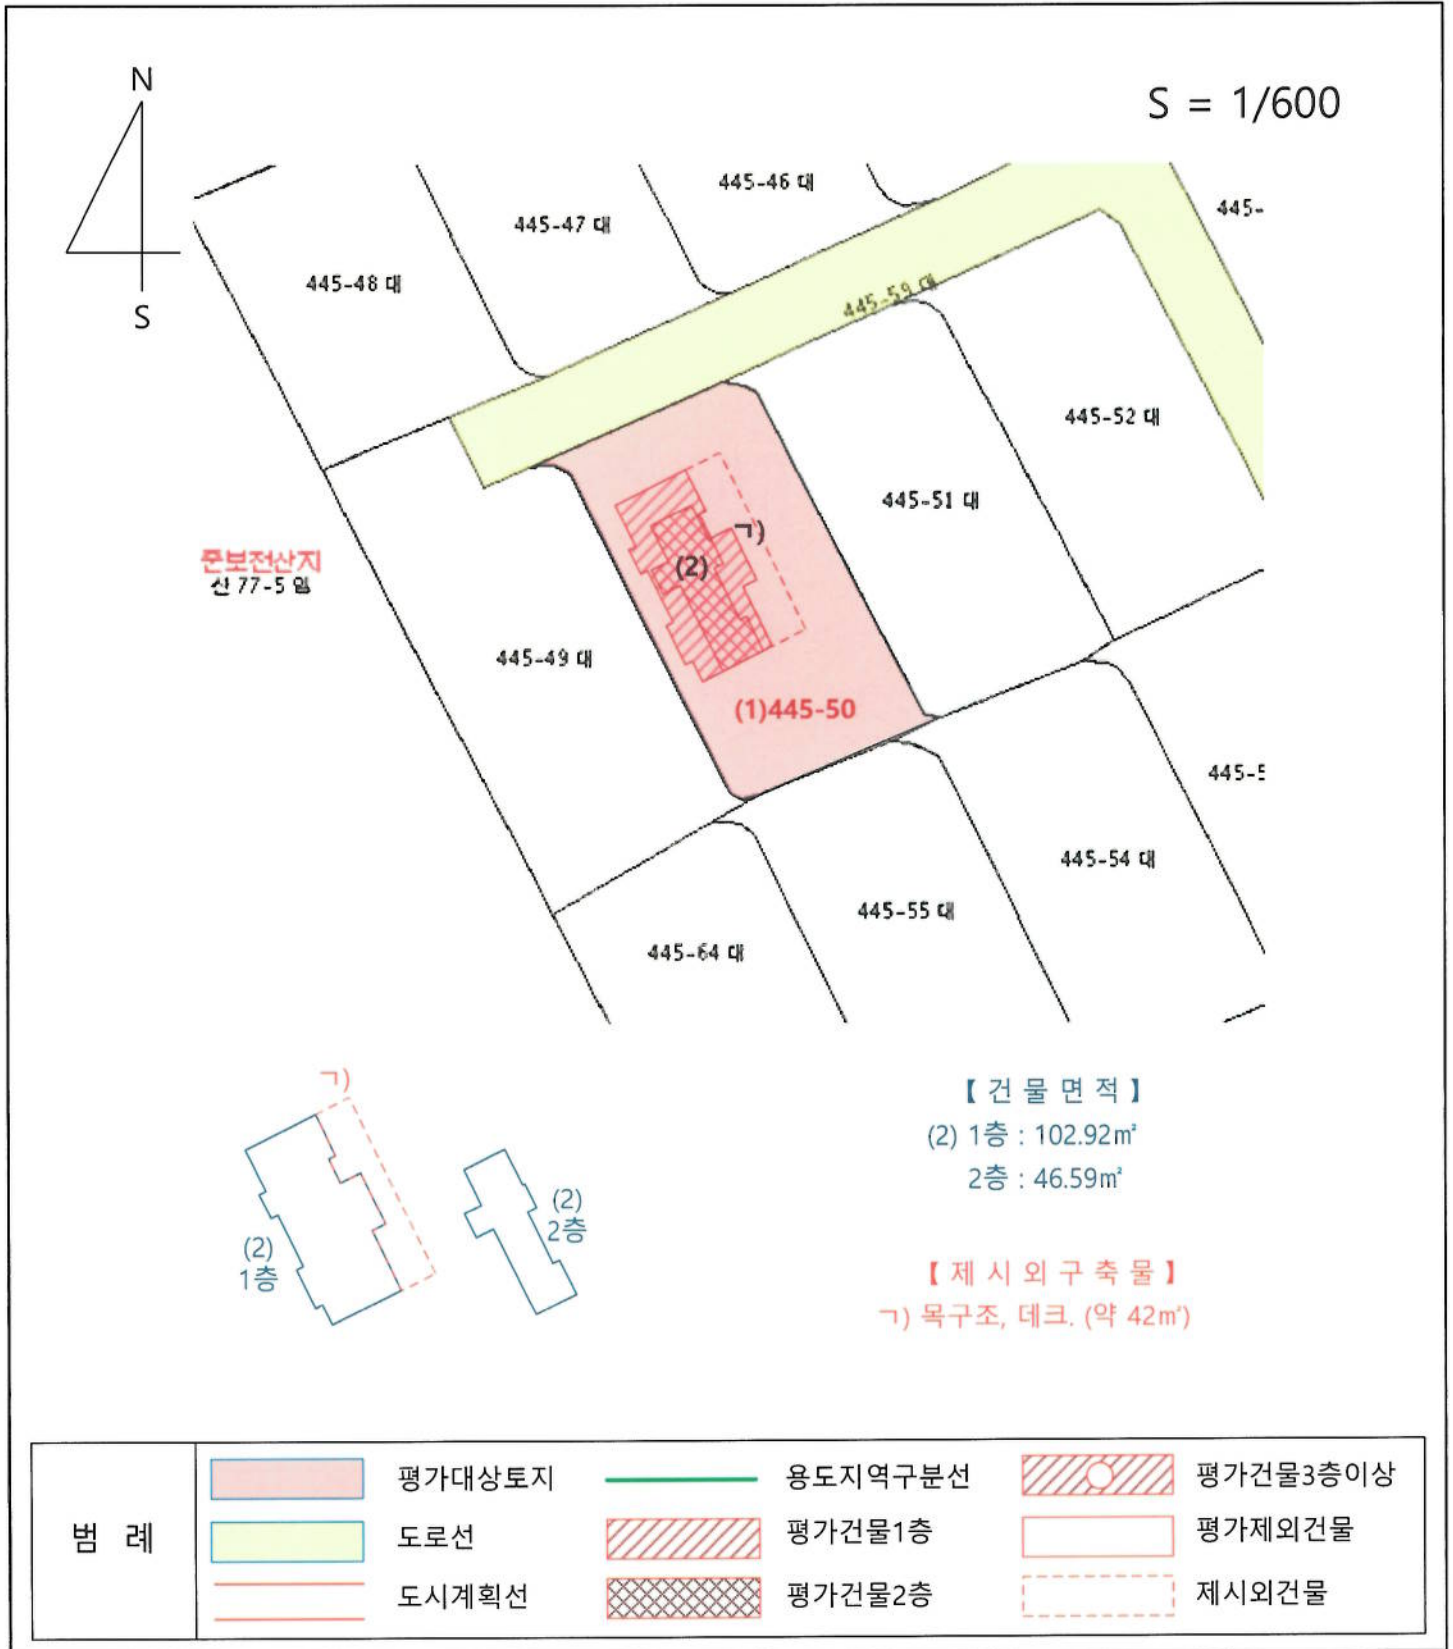 N
S = 1/600
S
445-46 대
445-47 대
445-
445-48 대
445-59 대
445-52 대
445-51 대
ㄱ)
(2)
산 77-5 임
445-49 대
(1)445-50
445-5
445-54 대
445-55 대
445-64 대
ㄱ)
(2)
1층
(2)
2층
【 건 물 면 적 】
(2) 1층 : 102.92㎡
2층 : 46.59㎡
【 제 시 외 구 축 물 】
ㄱ) 목구조, 데크. (약 42㎡)
범 례
평가대상토지
용도지역구분선
평가건물3층이상
도로선
평가건물1층
평가제외건물
도시계획선
평가건물2층
제시외건물